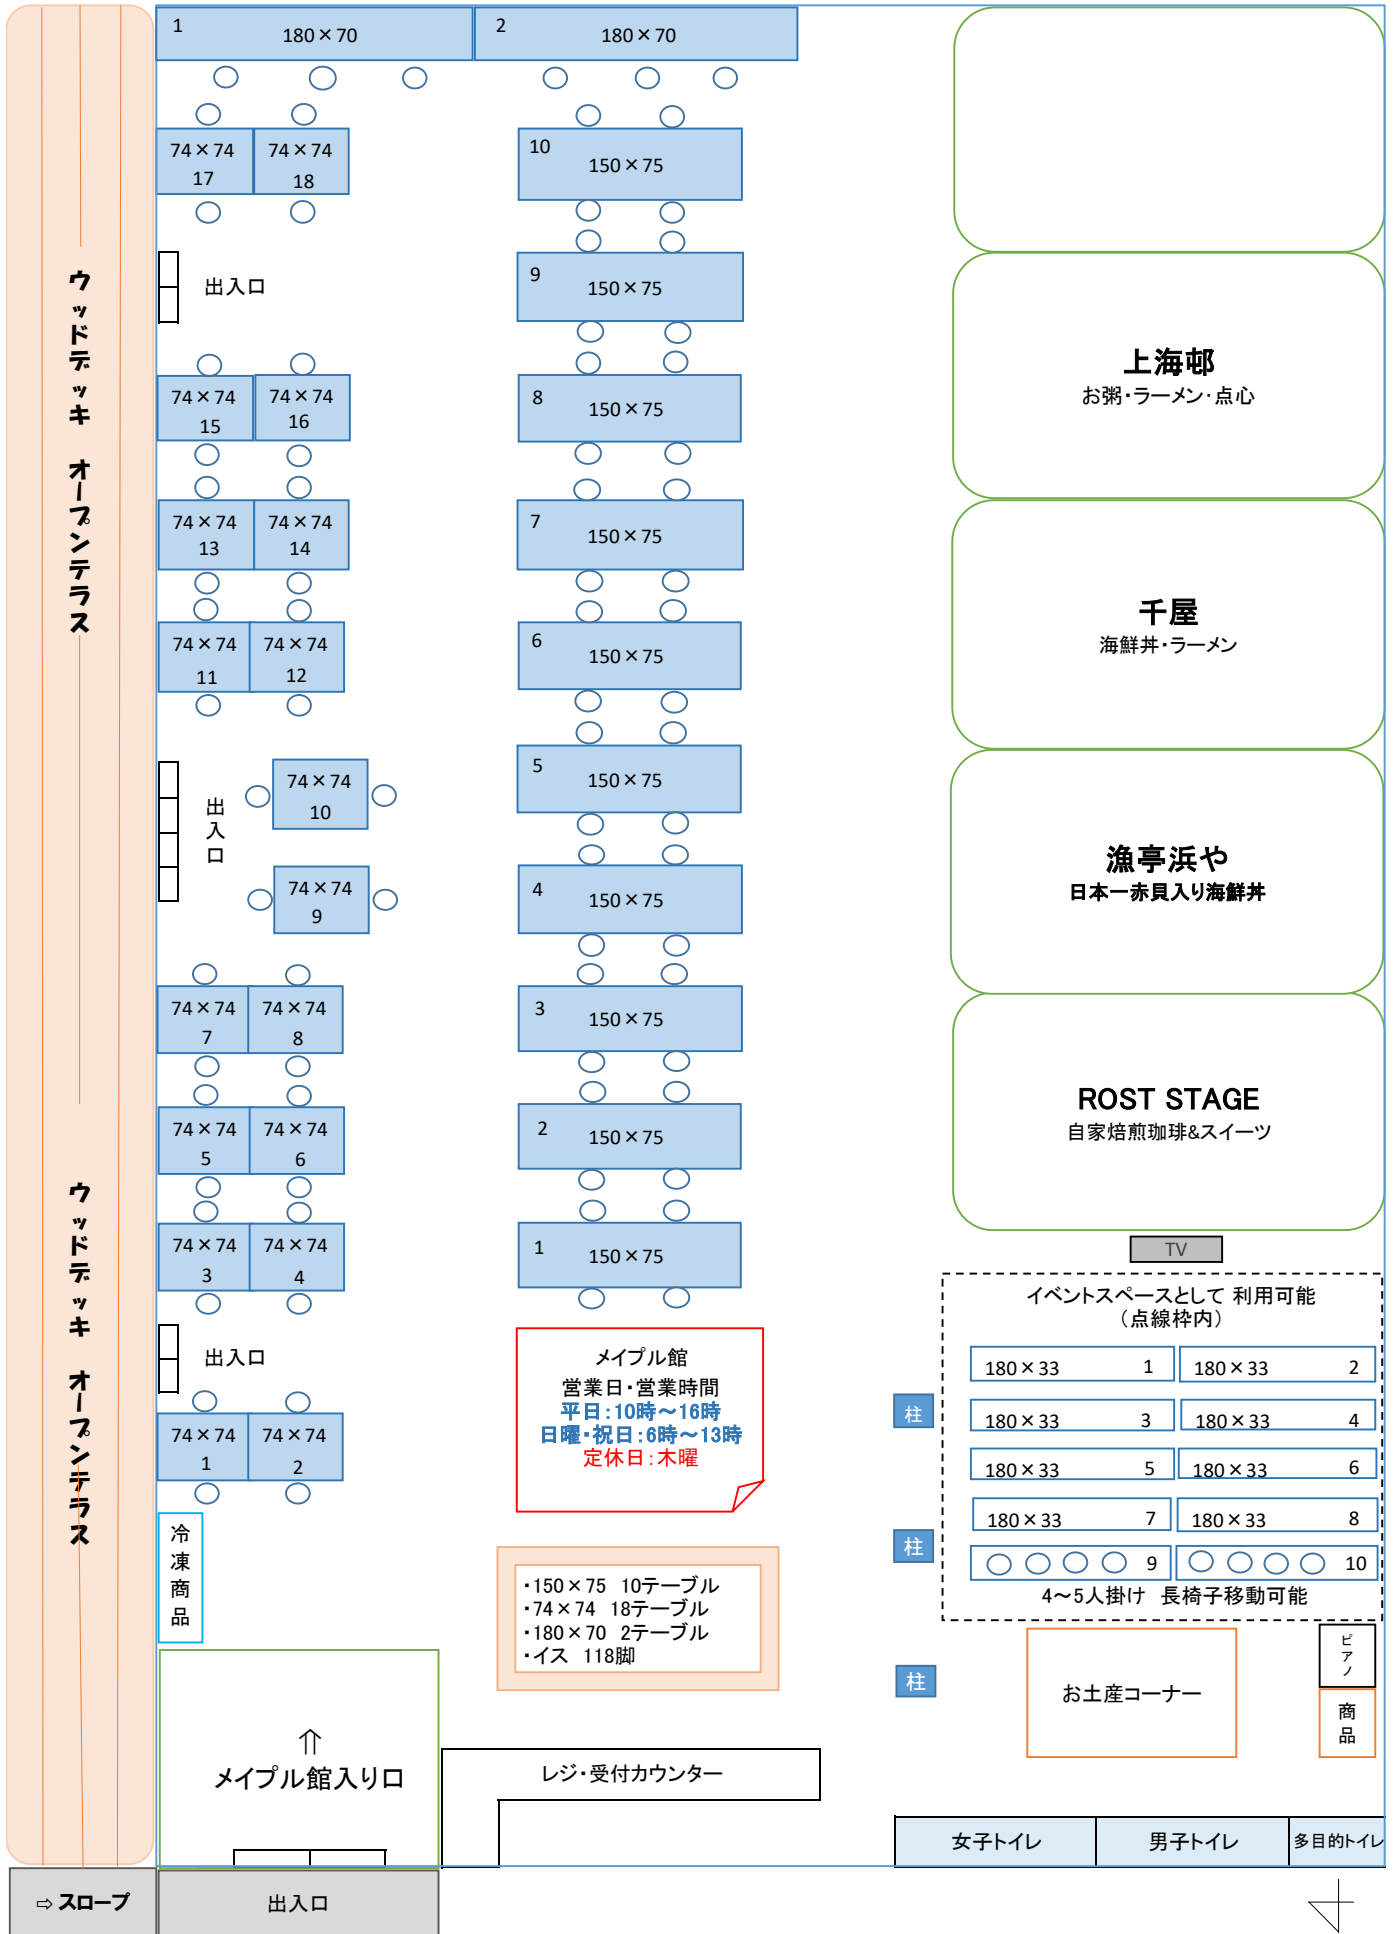 ウッドデッキ オープンテラス
ウッドデッキ オープンテラス
1
180×70
2
180×70
74×74
17
74×74
18
出入口
74×74
15
74×74
16
74×74
13
74×74
14
74×74
11
74×74
12
出入口
74×74
10
74×74
9
74×74
7
74×74
8
74×74
5
74×74
6
74×74
3
74×74
4
出入口
74×74
1
74×74
2
冷凍商品
10
150×75
9
150×75
8
150×75
7
150×75
6
150×75
5
150×75
4
150×75
3
150×75
2
150×75
1
150×75
メイプル館
営業日・営業時間
平日:10時~16時
日曜・祝日:6時~13時
定休日:木曜
・150×75 10テーブル
・74×74 18テーブル
・180×70 2テーブル
・イス 118脚
上海邨
お粥・ラーメン・点心
千屋
海鮮丼・ラーメン
漁亭浜や
日本一赤貝入り海鮮丼
ROST STAGE
自家焙煎珈琲&スイーツ
TV
イベントスペースとして 利用可能
(点線枠内)
180×33 1
180×33 2
180×33 3
180×33 4
180×33 5
180×33 6
180×33 7
180×33 8
9
10
4~5人掛け 長椅子移動可能
柱
柱
柱
お土産コーナー
ピアノ
商品
⇑
メイプル館入り口
レジ・受付カウンター
女子トイレ
男子トイレ
多目的トイレ
⇨スロープ
出入口